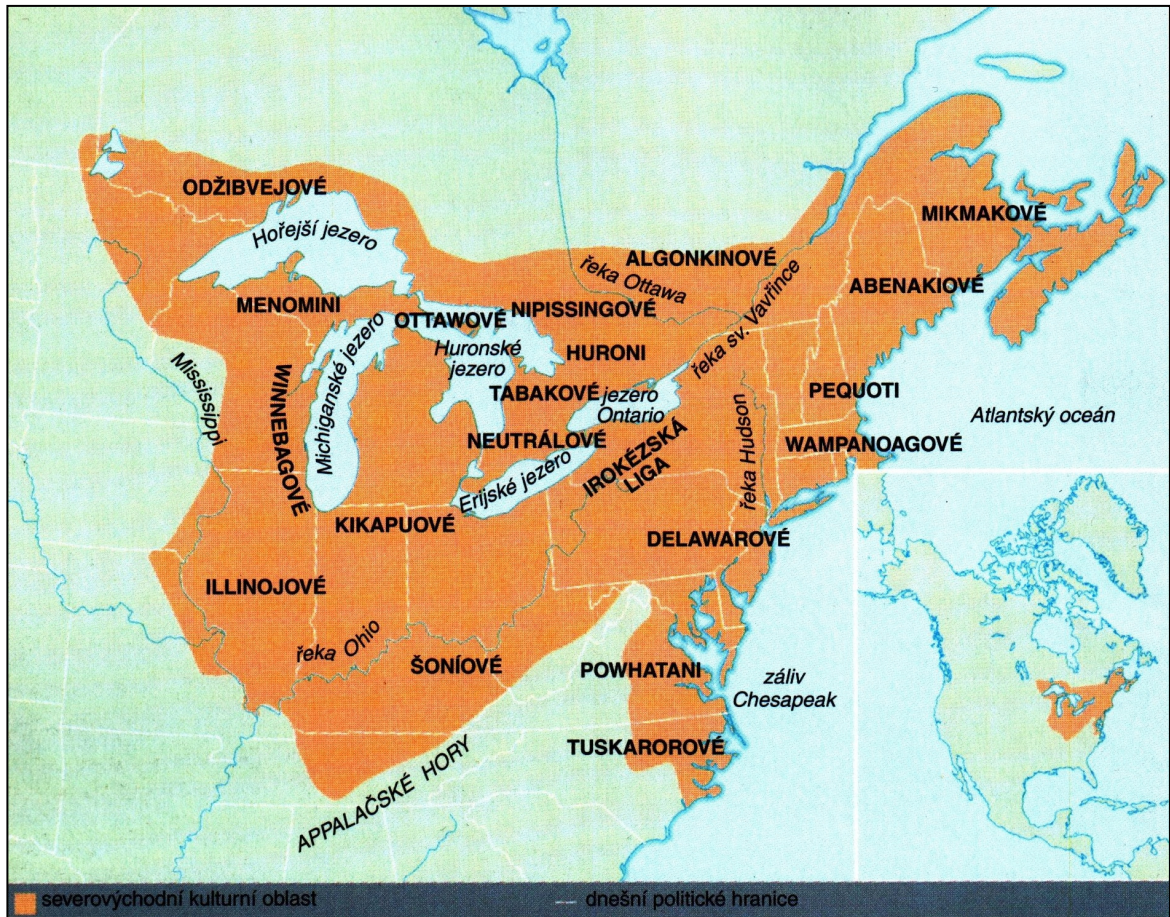 ODŽIBVEJOVÉ
Hořejší jezero
MIKMAKOVÉ
ALGONKINOVÉ
řeka Ottawa
ABENAKIOVÉ
MENOMINI
OTTAWOVÉ
NIPISSINGOVÉ
řeka sv. Vavřince
Mississippi
Michiganské jezero
Huronské
jezero
HURONI
WINNEBAGOVÉ
TABAKOVÉ
jezero
Ontario
PEQUOTI
Atlantský oceán
NEUTRÁLOVÉ
IROKÉZSKÁ
LIGA
řeka Hudson
WAMPANOAGOVÉ
Erijské jezero
KIKAPUOVÉ
DELAWAROVÉ
ILLINOJOVÉ
řeka Ohio
ŠONÍOVÉ
POWHATANI
záliv
Chesapeak
TUSKAROROVÉ
APPALAČSKÉ HORY
severovýchodní kulturní oblast
dnešní politické hranice